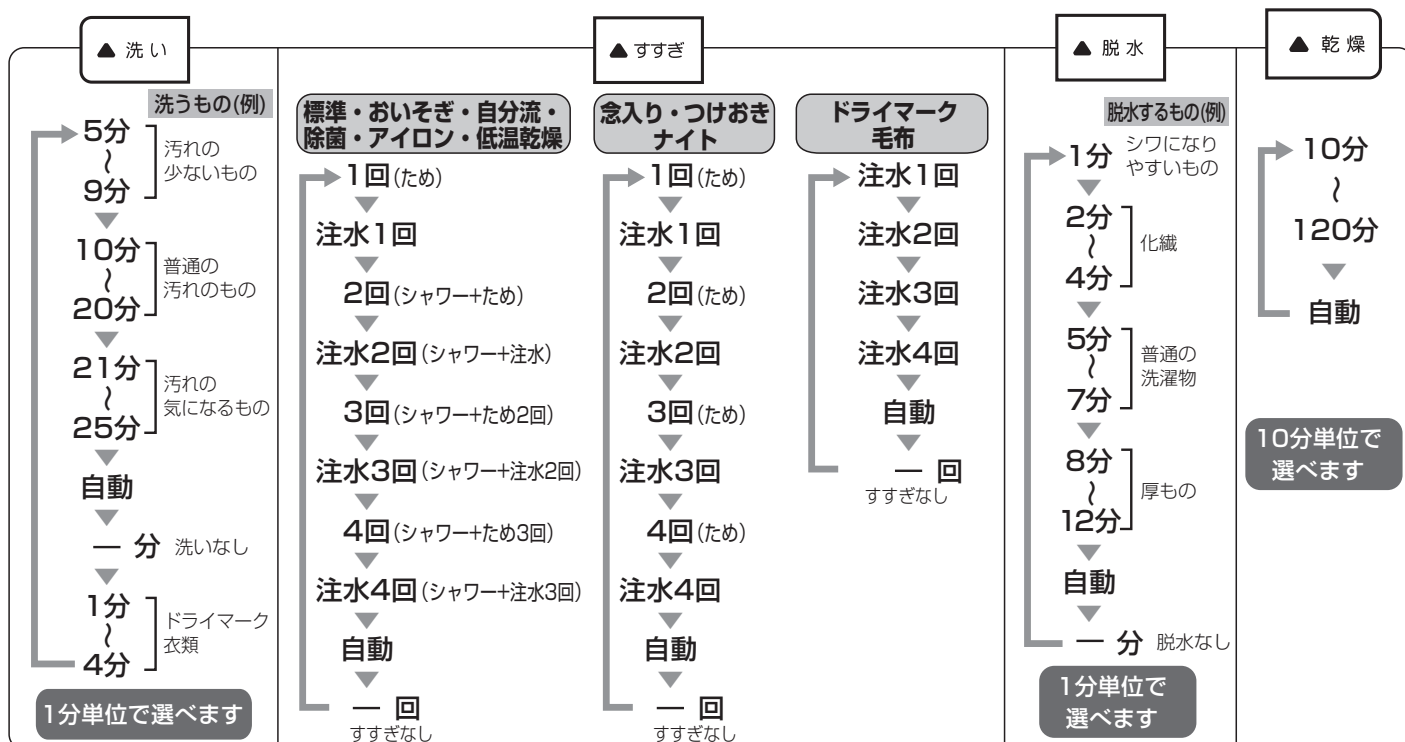 ▲ 洗い
洗うもの(例)
5分
〜
9分
汚れの
少ないもの
10分
〜
20分
普通の
汚れのもの
21分
〜
25分
汚れの
気になるもの
自動
― 分 洗いなし
1分
〜
4分
ドライマーク
衣類
1分単位で選べます
▲ すすぎ
標準・おいそぎ・自分流・
除菌・アイロン・低温乾燥
1回(ため)
注水1回
2回(シャワー+ため)
注水2回(シャワー+注水)
3回(シャワー+ため2回)
注水3回(シャワー+注水2回)
4回(シャワー+ため3回)
注水4回(シャワー+注水3回)
自動
― 回
すすぎなし
念入り・つけおき
ナイト
1回(ため)
注水1回
2回(ため)
注水2回
3回(ため)
注水3回
4回(ため)
注水4回
自動
― 回
すすぎなし
ドライマーク
毛布
注水1回
注水2回
注水3回
注水4回
自動
― 回
すすぎなし
▲ 脱水
脱水するもの(例)
1分
シワになり
やすいもの
2分
〜
4分
化繊
5分
〜
7分
普通の
洗濯物
8分
〜
12分
厚もの
自動
― 分 脱水なし
1分単位で
選べます
▲ 乾燥
10分
〜
120分
自動
10分単位で
選べます